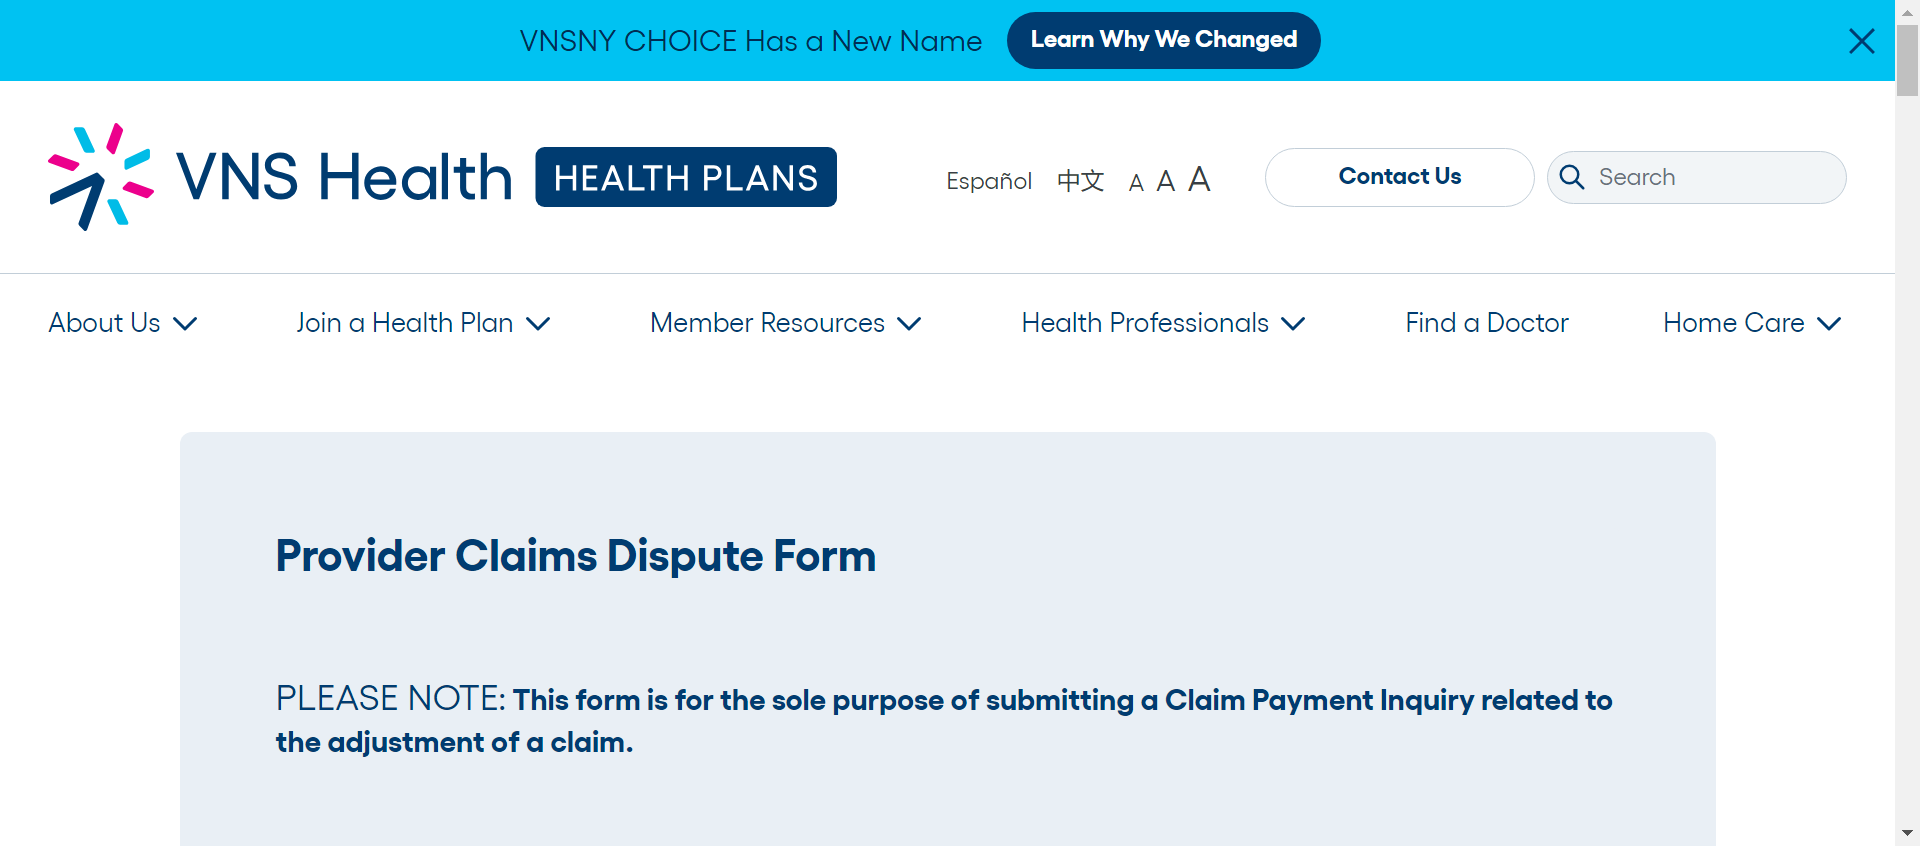 VNSNY CHOICE Has a New Name Learn Why We Changed
VNS Health HEALTH PLANS Español 中文 A A A Contact Us Search
About Us Join a Health Plan Member Resources Health Professionals Find a Doctor Home Care
Provider Claims Dispute Form
PLEASE NOTE: This form is for the sole purpose of submitting a Claim Payment Inquiry related to
the adjustment of a claim.